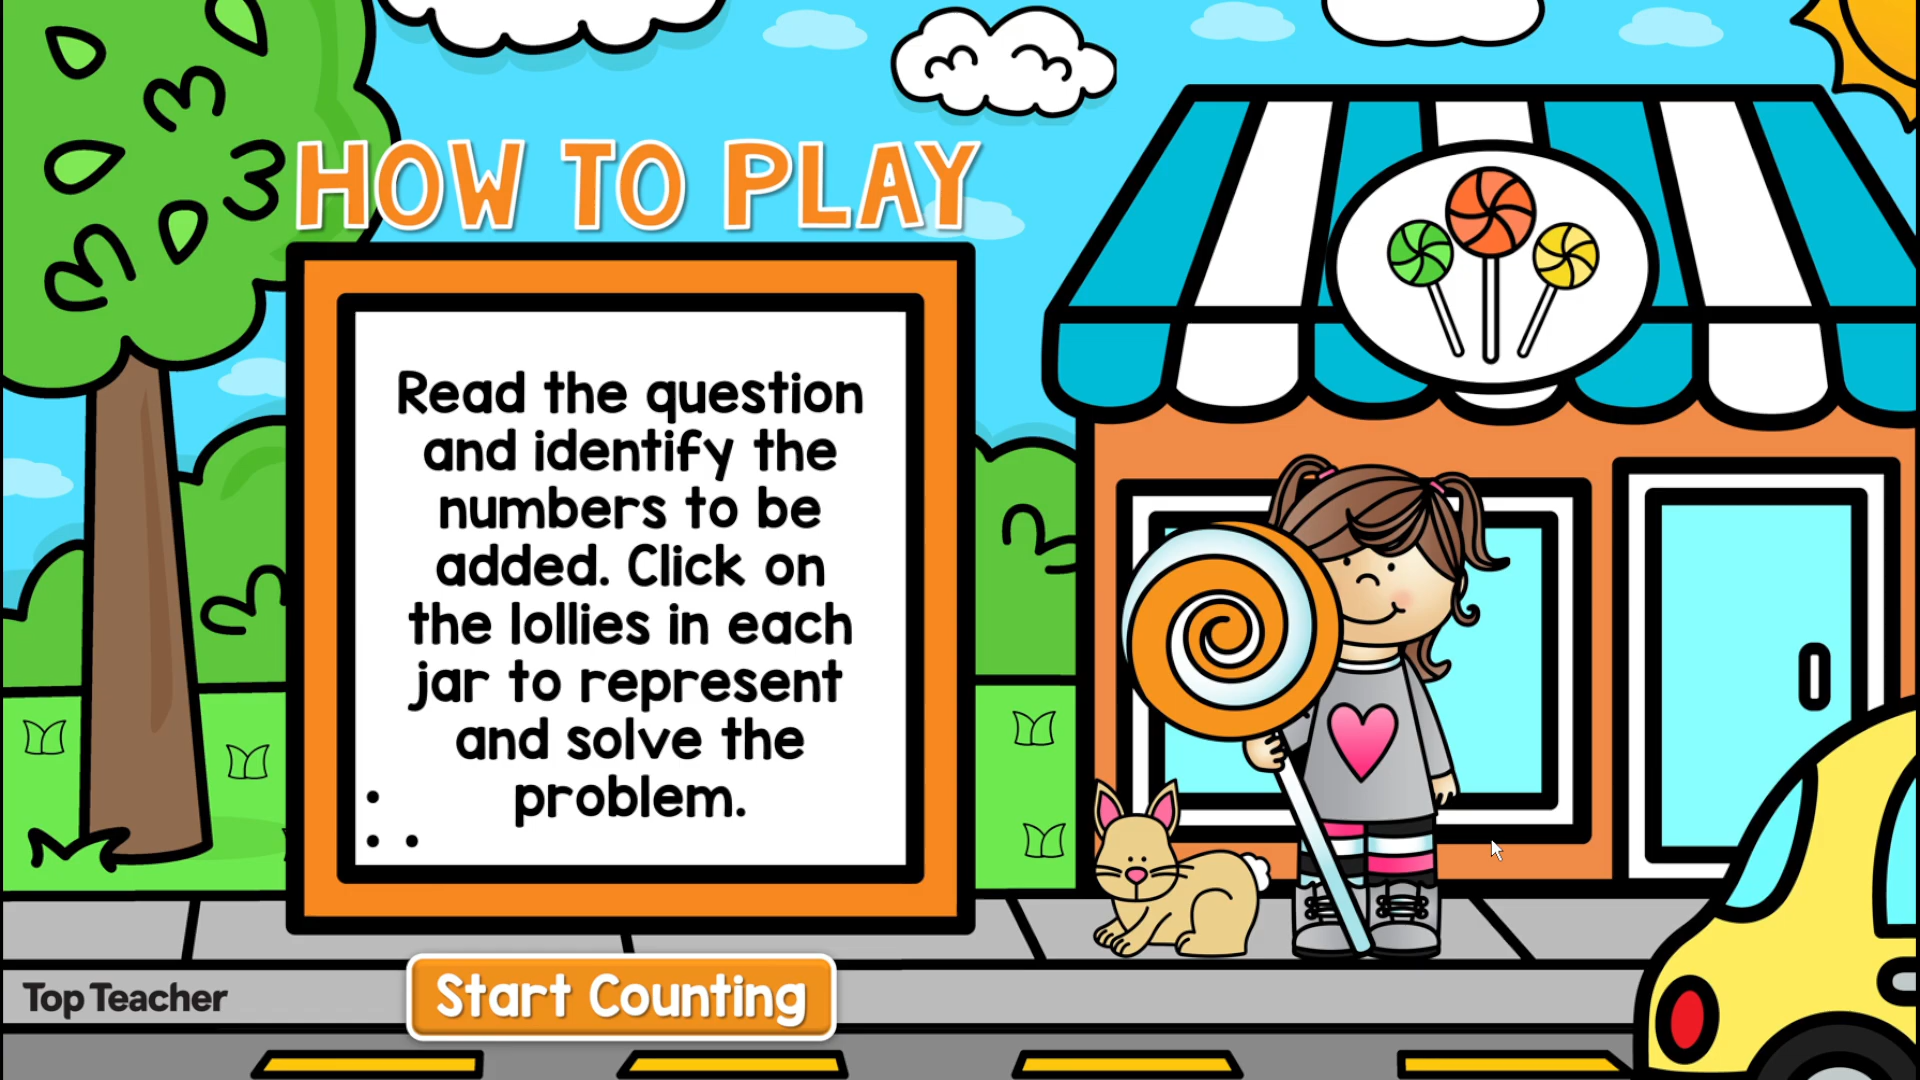 HOW TO PLAY
Read the question
and identify the
numbers to be
added. Click on
the lollies in each
jar to represent
and solve the
problem.
Start Counting
Top Teacher